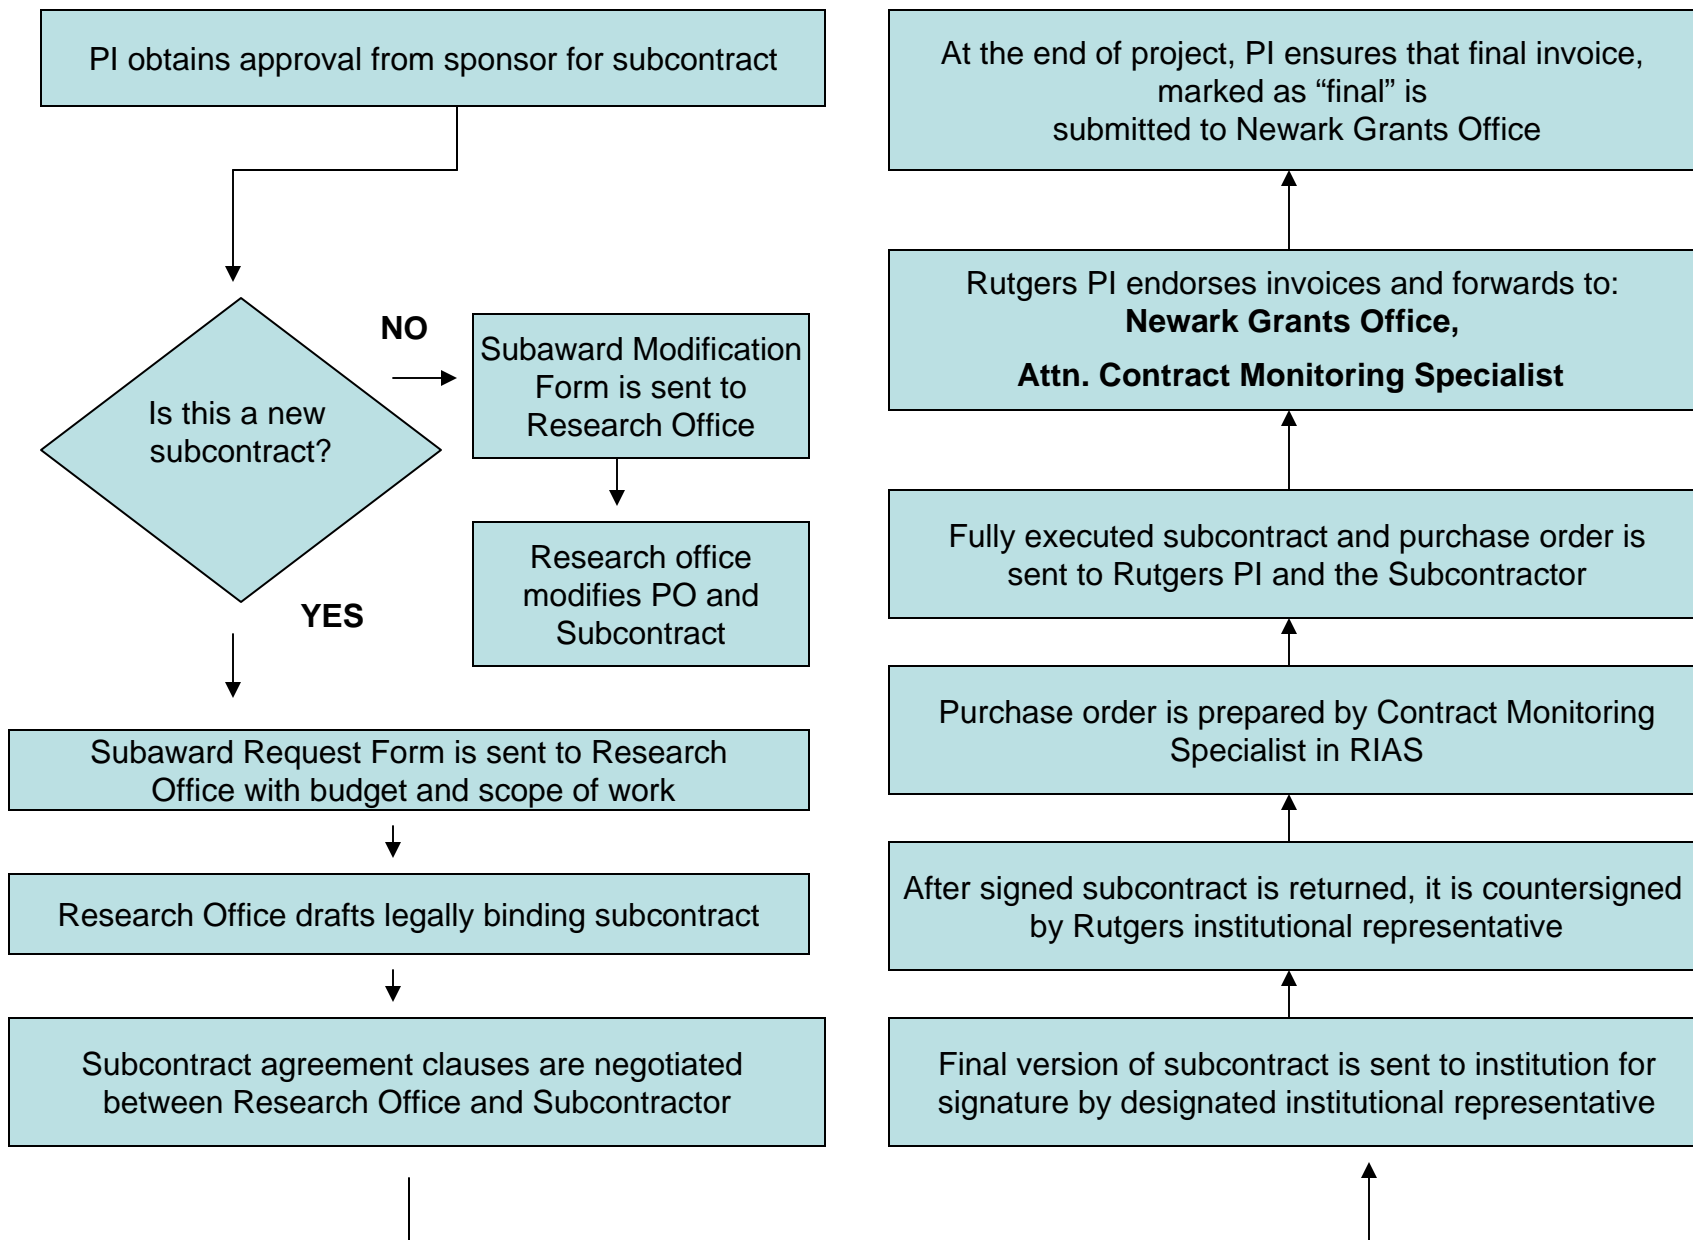 PI obtains approval from sponsor for subcontract
Is this a new
subcontract?
NO
Subaward Modification
Form is sent to
Research Office
Research office
modifies PO and
Subcontract
YES
Subaward Request Form is sent to Research
Office with budget and scope of work
Research Office drafts legally binding subcontract
Subcontract agreement clauses are negotiated
between Research Office and Subcontractor
Final version of subcontract is sent to institution for
signature by designated institutional representative
After signed subcontract is returned, it is countersigned
by Rutgers institutional representative
Purchase order is prepared by Contract Monitoring
Specialist in RIAS
Fully executed subcontract and purchase order is
sent to Rutgers PI and the Subcontractor
Rutgers PI endorses invoices and forwards to:
Newark Grants Office,
Attn. Contract Monitoring Specialist
At the end of project, PI ensures that final invoice,
marked as “final” is
submitted to Newark Grants Office